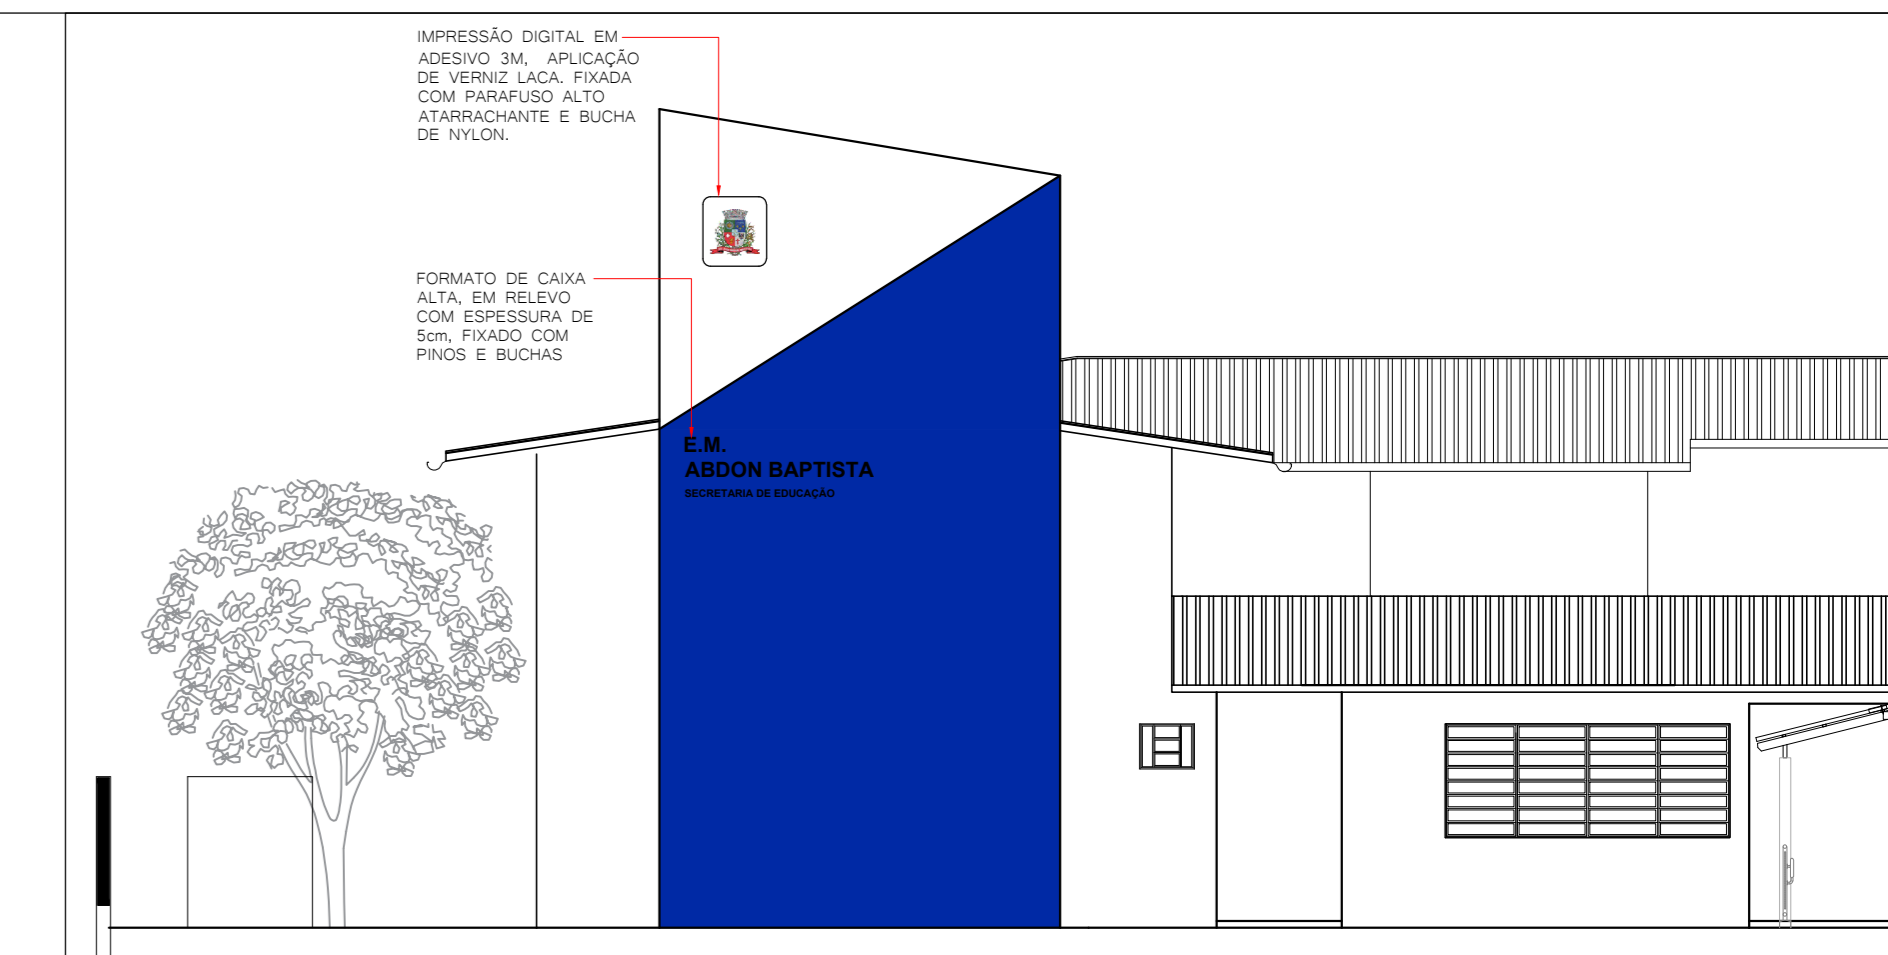 IMPRESSÃO DIGITAL EM
ADESIVO 3M, APLICAÇÃO
DE VERNIZ LACA. FIXADA
COM PARAFUSO ALTO
ATARRACHANTE E BUCHA
DE NYLON.
FORMATO DE CAIXA
ALTA, EM RELEVO
COM ESPESSURA DE
5cm, FIXADO COM
PINOS E BUCHAS
E.M.
ABDON BAPTISTA
SECRETARIA DE EDUCAÇÃO